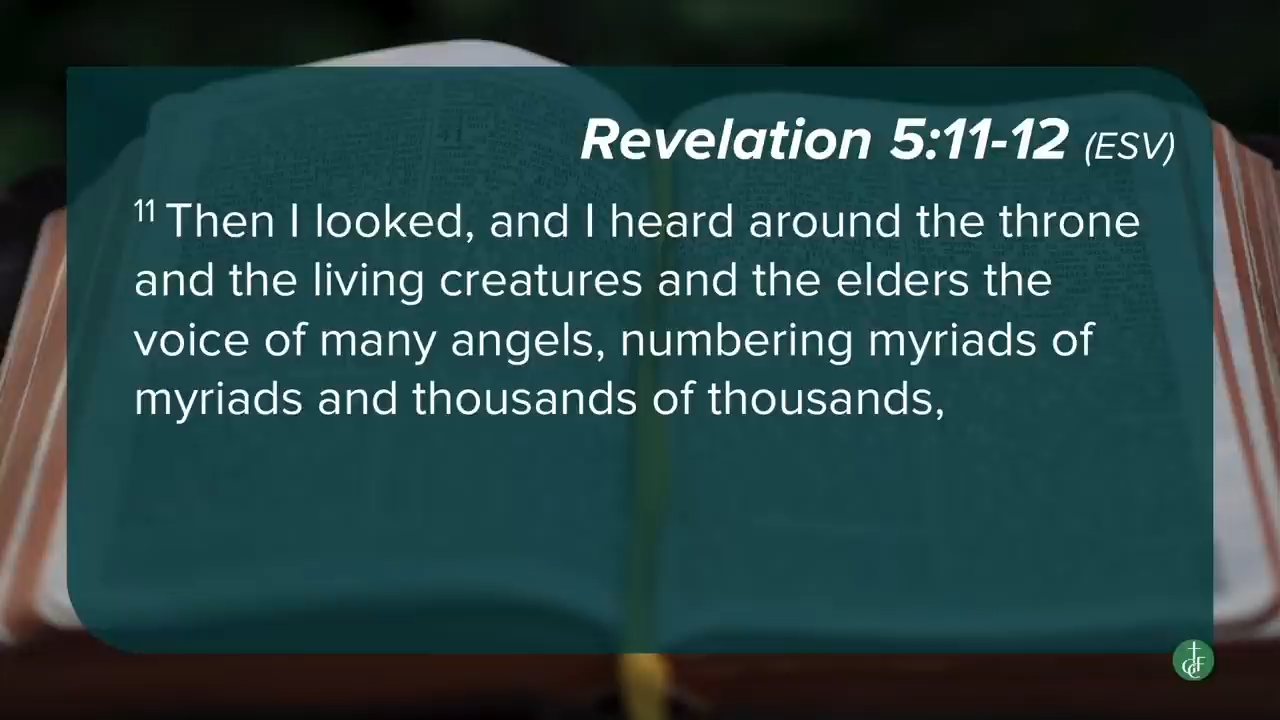 Revelation 5:11-12 (ESV)
11 Then I looked, and I heard around the throne
and the living creatures and the elders the
voice of many angels, numbering myriads of
myriads and thousands of thousands,